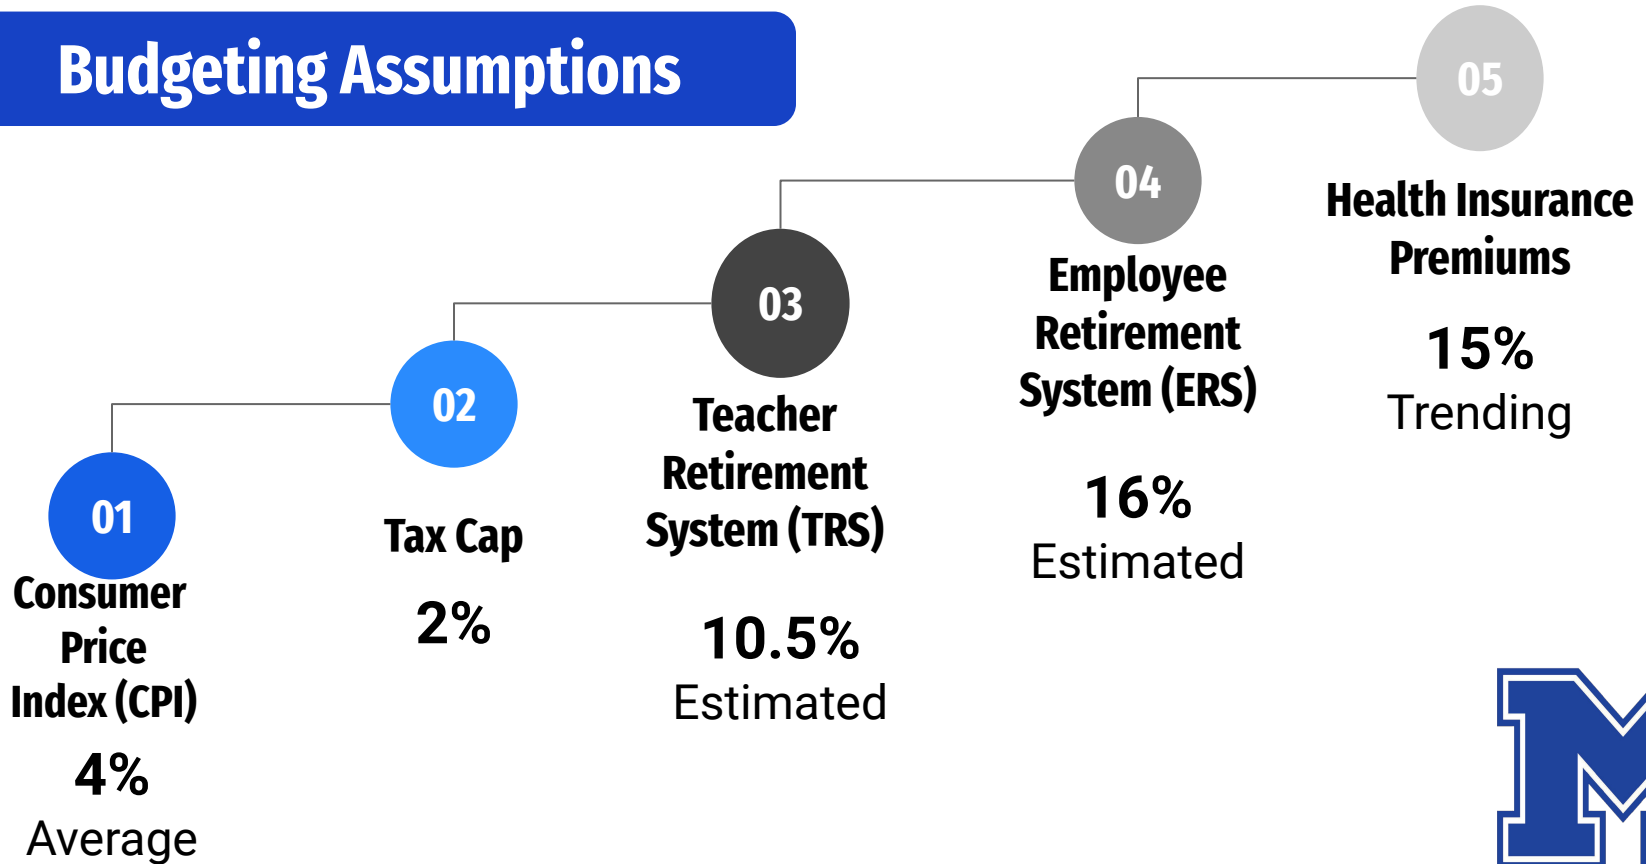 Budgeting Assumptions
01
Consumer
Price
Index (CPI)
4%
Average
02
Tax Cap
2%
03
Teacher
Retirement
System (TRS)
10.5%
Estimated
04
Employee
Retirement
System (ERS)
16%
Estimated
05
Health Insurance
Premiums
15%
Trending
M